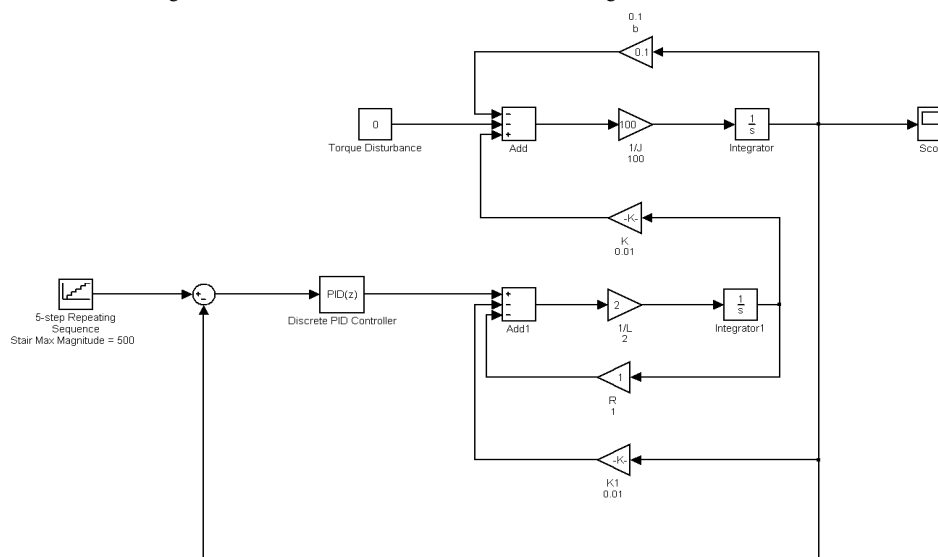 0.1
b
0.1
0
Torque Disturbance
Add
100
1/J
100
1
s
Integrator
-K-
K
0.01
5-step Repeating
Sequence
Stair Max Magnitude = 500
PID(z)
Discrete PID Controller
Add1
2
1/L
2
1
s
Integrator1
1
R
1
-K-
K1
0.01